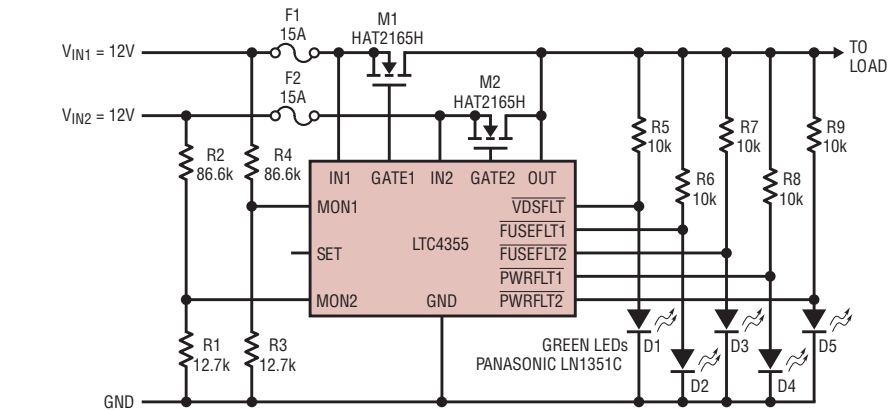 F1
15A
M1
HAT2165H
VIN1 = 12V
TO
LOAD
F2
15A
M2
HAT2165H
VIN2 = 12V
R2
86.6k
R4
86.6k
R5
10k
R7
10k
R9
10k
R6
10k
R8
10k
IN1 GATE1 IN2 GATE2 OUT
MON1
VDSFLT
FUSEFLT1
SET
LTC4355
FUSEFLT2
PWRFLT1
MON2
GND
PWRFLT2
R1
12.7k
R3
12.7k
GREEN LEDs
PANASONIC LN1351C
D1
D3
D5
D2
D4
GND